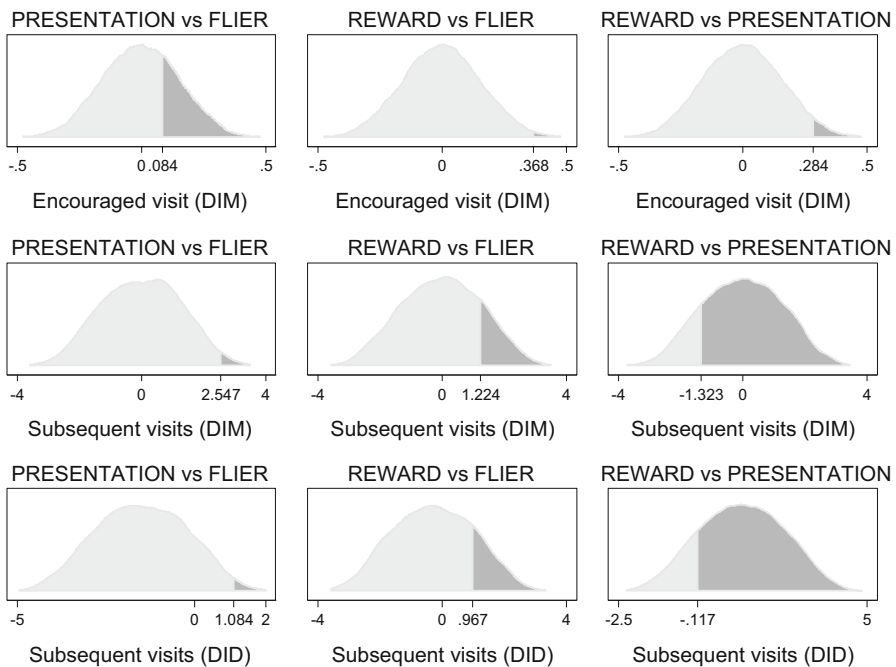 PRESENTATION vs FLIER REWARD vs FLIER REWARD vs PRESENTATION
-.5 0.084 .5 -.5 0 .368 .5 -.5 0 .284 .5
Encouraged visit (DIM) Encouraged visit (DIM) Encouraged visit (DIM)
PRESENTATION vs FLIER REWARD vs FLIER REWARD vs PRESENTATION
-4 0 2.547 4 -4 0 1.224 4 -4 -1.323 0 4
Subsequent visits (DIM) Subsequent visits (DIM) Subsequent visits (DIM)
PRESENTATION vs FLIER REWARD vs FLIER REWARD vs PRESENTATION
-5 0 1.084 2 -4 0 .967 4 -2.5 -.117 5
Subsequent visits (DID) Subsequent visits (DID) Subsequent visits (DID)